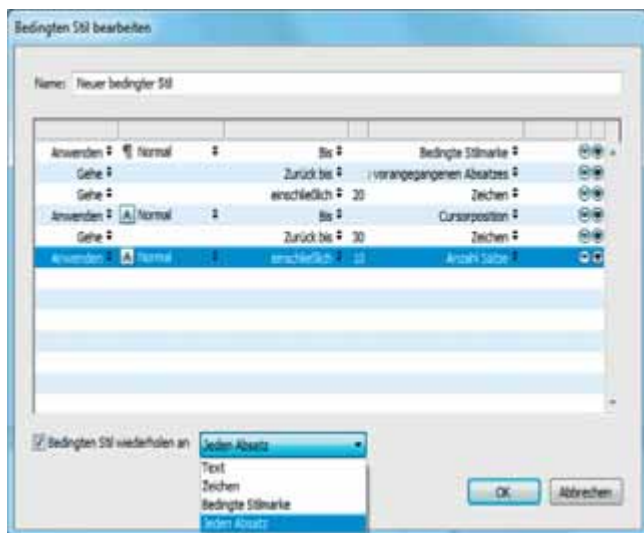 Bedingten Stil bearbeiten
Name: Neuer bedingter Stil
Anwenden ¶ Normal Bis Bedingte Stilmarke
Gehe Zurück bis vorangegangenen Absatzes
Gehe einschließlich 20 Zeichen
Anwenden A Normal Bis Cursorposition
Gehe Zurück bis 30 Zeichen
Anwenden A Normal einschließlich 10 Anzahl Sätze
Bedingten Stil wiederholen an Jeden Absatz
Text
Zeichen
Bedingte Stilmarke
Jeden Absatz
OK Abbrechen